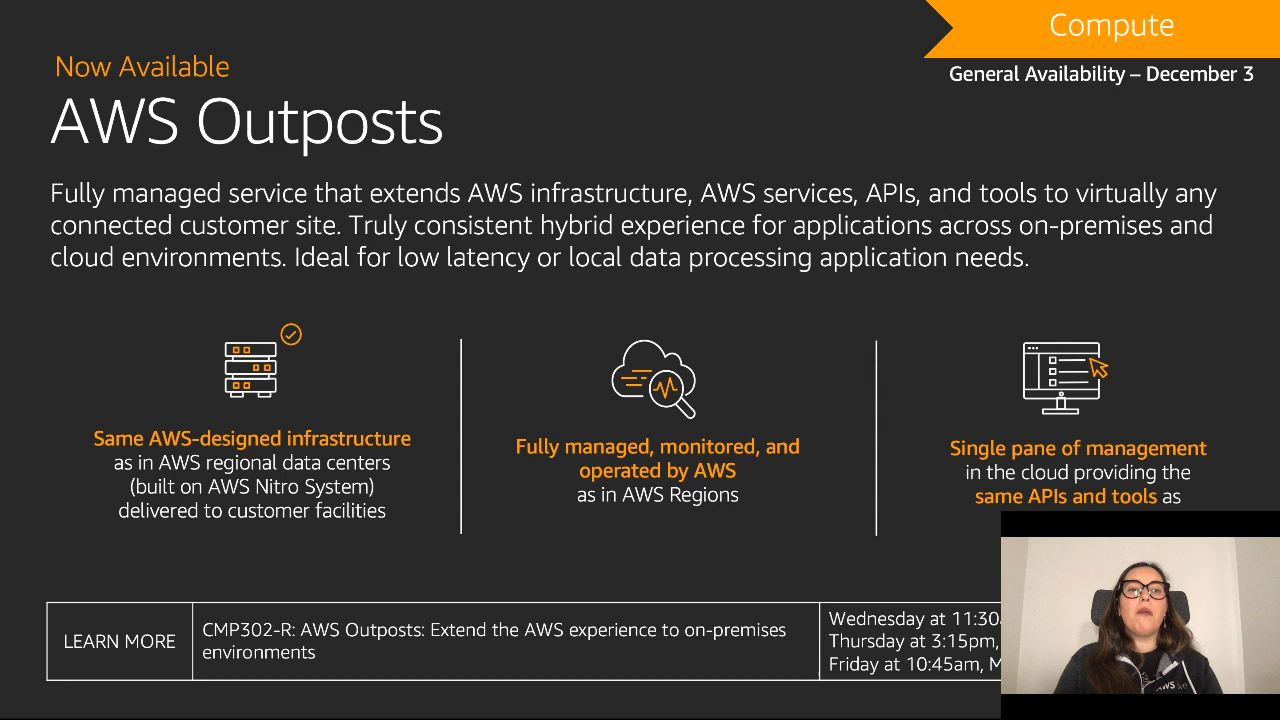 Compute
General Availability – December 3
Now Available
AWS Outposts
Fully managed service that extends AWS infrastructure, AWS services, APIs, and tools to virtually any
connected customer site. Truly consistent hybrid experience for applications across on-premises and
cloud environments. Ideal for low latency or local data processing application needs.
Same AWS-designed infrastructure
as in AWS regional data centers
(built on AWS Nitro System)
delivered to customer facilities
Fully managed, monitored, and
operated by AWS
as in AWS Regions
Single pane of management
in the cloud providing the
same APIs and tools as
LEARN MORE
CMP302-R: AWS Outposts: Extend the AWS experience to on-premises
environments
Wednesday at 11:30
Thursday at 3:15pm,
Friday at 10:45am, M
AWS